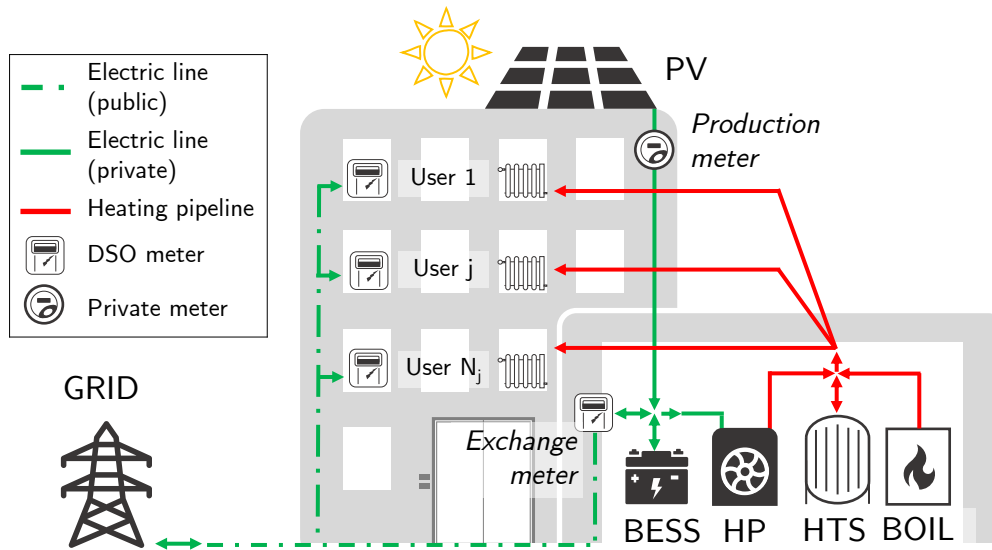 Electric line
(public)
Electric line
(private)
Heating pipeline
DSO meter
Private meter
PV
Production
meter
User 1
User j
User Nj
GRID
Exchange
meter
BESS
HP
HTS
BOIL